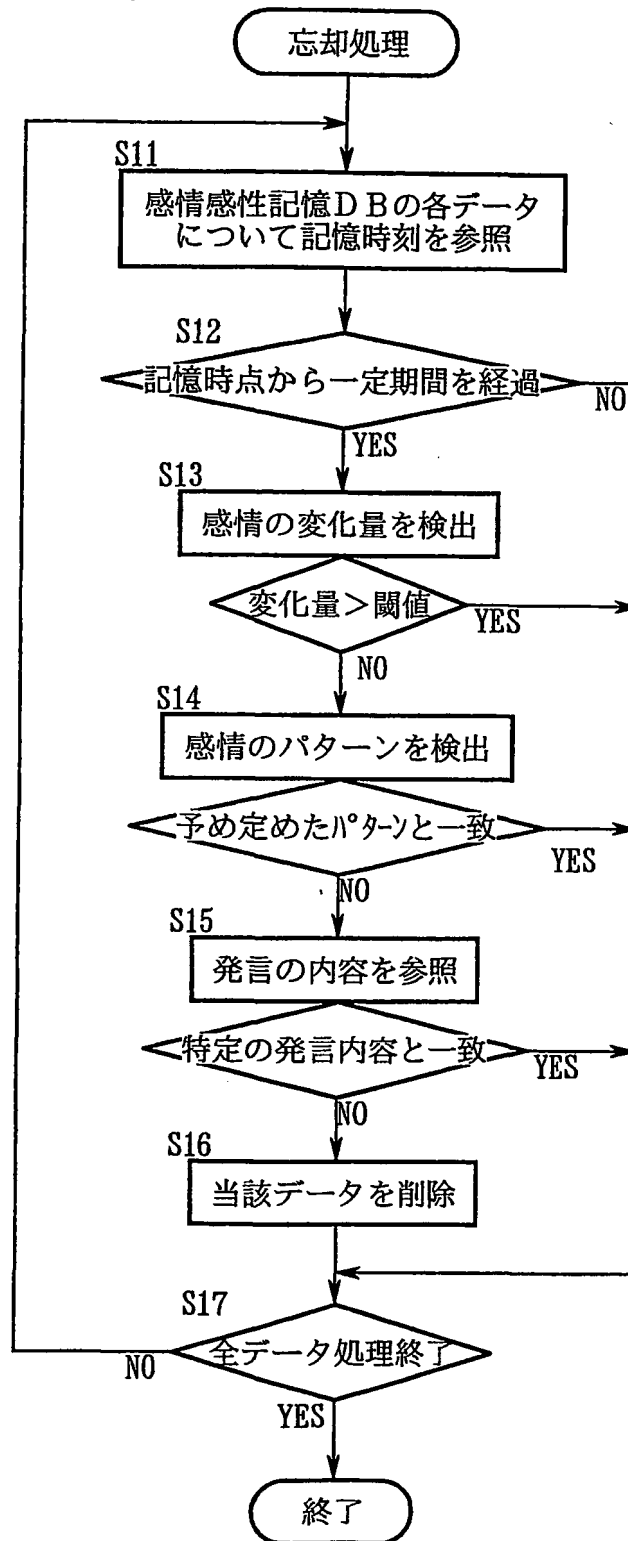 忘却処理
S11
感情感性記憶DBの各データ
について記憶時刻を参照
S12
記憶時点から一定期間を経過
NO
YES
S13
感情の変化量を検出
変化量>閾値
YES
NO
S14
感情のパターンを検出
予め定めたパターンと一致
YES
NO
S15
発言の内容を参照
特定の発言内容と一致
YES
NO
S16
当該データを削除
S17
全データ処理終了
NO
YES
終了